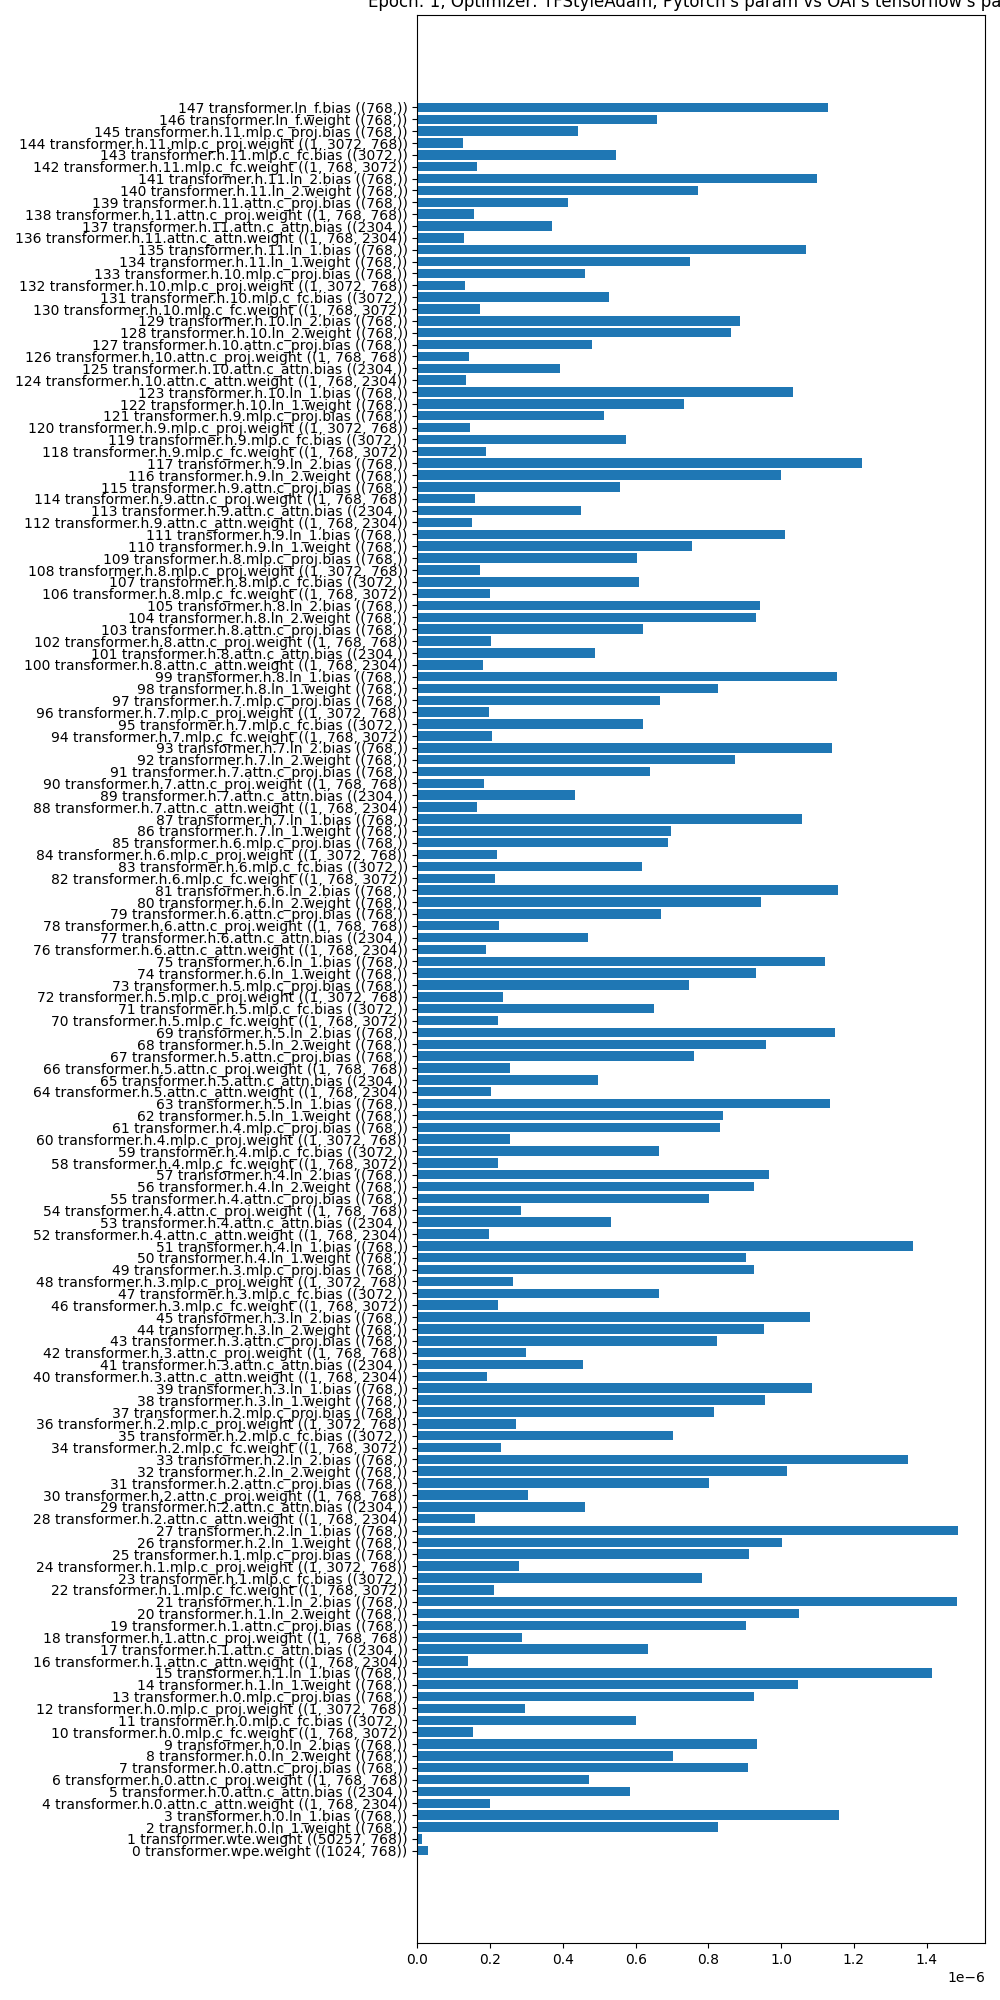 Epoch: 1, Optimizer: TFStyleAdam, Pytorch's param vs OAI's tensorflow's pa
147 transformer.ln_f.bias ((768,))
146 transformer.ln_f.weight ((768,))
145 transformer.h.11.mlp.c_proj.bias ((768,))
144 transformer.h.11.mlp.c_proj.weight ((1, 3072, 768))
143 transformer.h.11.mlp.c_fc.bias ((3072,))
142 transformer.h.11.mlp.c_fc.weight ((1, 768, 3072))
141 transformer.h.11.ln_2.bias ((768,))
140 transformer.h.11.ln_2.weight ((768,))
139 transformer.h.11.attn.c_proj.bias ((768,))
138 transformer.h.11.attn.c_proj.weight ((1, 768, 768))
137 transformer.h.11.attn.c_attn.bias ((2304,))
136 transformer.h.11.attn.c_attn.weight ((1, 768, 2304))
135 transformer.h.11.ln_1.bias ((768,))
134 transformer.h.11.ln_1.weight ((768,))
133 transformer.h.10.mlp.c_proj.bias ((768,))
132 transformer.h.10.mlp.c_proj.weight ((1, 3072, 768))
131 transformer.h.10.mlp.c_fc.bias ((3072,))
130 transformer.h.10.mlp.c_fc.weight ((1, 768, 3072))
129 transformer.h.10.ln_2.bias ((768,))
128 transformer.h.10.ln_2.weight ((768,))
127 transformer.h.10.attn.c_proj.bias ((768,))
126 transformer.h.10.attn.c_proj.weight ((1, 768, 768))
125 transformer.h.10.attn.c_attn.bias ((2304,))
124 transformer.h.10.attn.c_attn.weight ((1, 768, 2304))
123 transformer.h.10.ln_1.bias ((768,))
122 transformer.h.10.ln_1.weight ((768,))
121 transformer.h.9.mlp.c_proj.bias ((768,))
120 transformer.h.9.mlp.c_proj.weight ((1, 3072, 768))
119 transformer.h.9.mlp.c_fc.bias ((3072,))
118 transformer.h.9.mlp.c_fc.weight ((1, 768, 3072))
117 transformer.h.9.ln_2.bias ((768,))
116 transformer.h.9.ln_2.weight ((768,))
115 transformer.h.9.attn.c_proj.bias ((768,))
114 transformer.h.9.attn.c_proj.weight ((1, 768, 768))
113 transformer.h.9.attn.c_attn.bias ((2304,))
112 transformer.h.9.attn.c_attn.weight ((1, 768, 2304))
111 transformer.h.9.ln_1.bias ((768,))
110 transformer.h.9.ln_1.weight ((768,))
109 transformer.h.8.mlp.c_proj.bias ((768,))
108 transformer.h.8.mlp.c_proj.weight ((1, 3072, 768))
107 transformer.h.8.mlp.c_fc.bias ((3072,))
106 transformer.h.8.mlp.c_fc.weight ((1, 768, 3072))
105 transformer.h.8.ln_2.bias ((768,))
104 transformer.h.8.ln_2.weight ((768,))
103 transformer.h.8.attn.c_proj.bias ((768,))
102 transformer.h.8.attn.c_proj.weight ((1, 768, 768))
101 transformer.h.8.attn.c_attn.bias ((2304,))
100 transformer.h.8.attn.c_attn.weight ((1, 768, 2304))
99 transformer.h.8.ln_1.bias ((768,))
98 transformer.h.8.ln_1.weight ((768,))
97 transformer.h.7.mlp.c_proj.bias ((768,))
96 transformer.h.7.mlp.c_proj.weight ((1, 3072, 768))
95 transformer.h.7.mlp.c_fc.bias ((3072,))
94 transformer.h.7.mlp.c_fc.weight ((1, 768, 3072))
93 transformer.h.7.ln_2.bias ((768,))
92 transformer.h.7.ln_2.weight ((768,))
91 transformer.h.7.attn.c_proj.bias ((768,))
90 transformer.h.7.attn.c_proj.weight ((1, 768, 768))
89 transformer.h.7.attn.c_attn.bias ((2304,))
88 transformer.h.7.attn.c_attn.weight ((1, 768, 2304))
87 transformer.h.7.ln_1.bias ((768,))
86 transformer.h.7.ln_1.weight ((768,))
85 transformer.h.6.mlp.c_proj.bias ((768,))
84 transformer.h.6.mlp.c_proj.weight ((1, 3072, 768))
83 transformer.h.6.mlp.c_fc.bias ((3072,))
82 transformer.h.6.mlp.c_fc.weight ((1, 768, 3072))
81 transformer.h.6.ln_2.bias ((768,))
80 transformer.h.6.ln_2.weight ((768,))
79 transformer.h.6.attn.c_proj.bias ((768,))
78 transformer.h.6.attn.c_proj.weight ((1, 768, 768))
77 transformer.h.6.attn.c_attn.bias ((2304,))
76 transformer.h.6.attn.c_attn.weight ((1, 768, 2304))
75 transformer.h.6.ln_1.bias ((768,))
74 transformer.h.6.ln_1.weight ((768,))
73 transformer.h.5.mlp.c_proj.bias ((768,))
72 transformer.h.5.mlp.c_proj.weight ((1, 3072, 768))
71 transformer.h.5.mlp.c_fc.bias ((3072,))
70 transformer.h.5.mlp.c_fc.weight ((1, 768, 3072))
69 transformer.h.5.ln_2.bias ((768,))
68 transformer.h.5.ln_2.weight ((768,))
67 transformer.h.5.attn.c_proj.bias ((768,))
66 transformer.h.5.attn.c_proj.weight ((1, 768, 768))
65 transformer.h.5.attn.c_attn.bias ((2304,))
64 transformer.h.5.attn.c_attn.weight ((1, 768, 2304))
63 transformer.h.5.ln_1.bias ((768,))
62 transformer.h.5.ln_1.weight ((768,))
61 transformer.h.4.mlp.c_proj.bias ((768,))
60 transformer.h.4.mlp.c_proj.weight ((1, 3072, 768))
59 transformer.h.4.mlp.c_fc.bias ((3072,))
58 transformer.h.4.mlp.c_fc.weight ((1, 768, 3072))
57 transformer.h.4.ln_2.bias ((768,))
56 transformer.h.4.ln_2.weight ((768,))
55 transformer.h.4.attn.c_proj.bias ((768,))
54 transformer.h.4.attn.c_proj.weight ((1, 768, 768))
53 transformer.h.4.attn.c_attn.bias ((2304,))
52 transformer.h.4.attn.c_attn.weight ((1, 768, 2304))
51 transformer.h.4.ln_1.bias ((768,))
50 transformer.h.4.ln_1.weight ((768,))
49 transformer.h.3.mlp.c_proj.bias ((768,))
48 transformer.h.3.mlp.c_proj.weight ((1, 3072, 768))
47 transformer.h.3.mlp.c_fc.bias ((3072,))
46 transformer.h.3.mlp.c_fc.weight ((1, 768, 3072))
45 transformer.h.3.ln_2.bias ((768,))
44 transformer.h.3.ln_2.weight ((768,))
43 transformer.h.3.attn.c_proj.bias ((768,))
42 transformer.h.3.attn.c_proj.weight ((1, 768, 768))
41 transformer.h.3.attn.c_attn.bias ((2304,))
40 transformer.h.3.attn.c_attn.weight ((1, 768, 2304))
39 transformer.h.3.ln_1.bias ((768,))
38 transformer.h.3.ln_1.weight ((768,))
37 transformer.h.2.mlp.c_proj.bias ((768,))
36 transformer.h.2.mlp.c_proj.weight ((1, 3072, 768))
35 transformer.h.2.mlp.c_fc.bias ((3072,))
34 transformer.h.2.mlp.c_fc.weight ((1, 768, 3072))
33 transformer.h.2.ln_2.bias ((768,))
32 transformer.h.2.ln_2.weight ((768,))
31 transformer.h.2.attn.c_proj.bias ((768,))
30 transformer.h.2.attn.c_proj.weight ((1, 768, 768))
29 transformer.h.2.attn.c_attn.bias ((2304,))
28 transformer.h.2.attn.c_attn.weight ((1, 768, 2304))
27 transformer.h.2.ln_1.bias ((768,))
26 transformer.h.2.ln_1.weight ((768,))
25 transformer.h.1.mlp.c_proj.bias ((768,))
24 transformer.h.1.mlp.c_proj.weight ((1, 3072, 768))
23 transformer.h.1.mlp.c_fc.bias ((3072,))
22 transformer.h.1.mlp.c_fc.weight ((1, 768, 3072))
21 transformer.h.1.ln_2.bias ((768,))
20 transformer.h.1.ln_2.weight ((768,))
19 transformer.h.1.attn.c_proj.bias ((768,))
18 transformer.h.1.attn.c_proj.weight ((1, 768, 768))
17 transformer.h.1.attn.c_attn.bias ((2304,))
16 transformer.h.1.attn.c_attn.weight ((1, 768, 2304))
15 transformer.h.1.ln_1.bias ((768,))
14 transformer.h.1.ln_1.weight ((768,))
13 transformer.h.0.mlp.c_proj.bias ((768,))
12 transformer.h.0.mlp.c_proj.weight ((1, 3072, 768))
11 transformer.h.0.mlp.c_fc.bias ((3072,))
10 transformer.h.0.mlp.c_fc.weight ((1, 768, 3072))
9 transformer.h.0.ln_2.bias ((768,))
8 transformer.h.0.ln_2.weight ((768,))
7 transformer.h.0.attn.c_proj.bias ((768,))
6 transformer.h.0.attn.c_proj.weight ((1, 768, 768))
5 transformer.h.0.attn.c_attn.bias ((2304,))
4 transformer.h.0.attn.c_attn.weight ((1, 768, 2304))
3 transformer.h.0.ln_1.bias ((768,))
2 transformer.h.0.ln_1.weight ((768,))
1 transformer.wte.weight ((50257, 768))
0 transformer.wpe.weight ((1024, 768))
0.0 0.2 0.4 0.6 0.8 1.0 1.2 1.4
1e−6